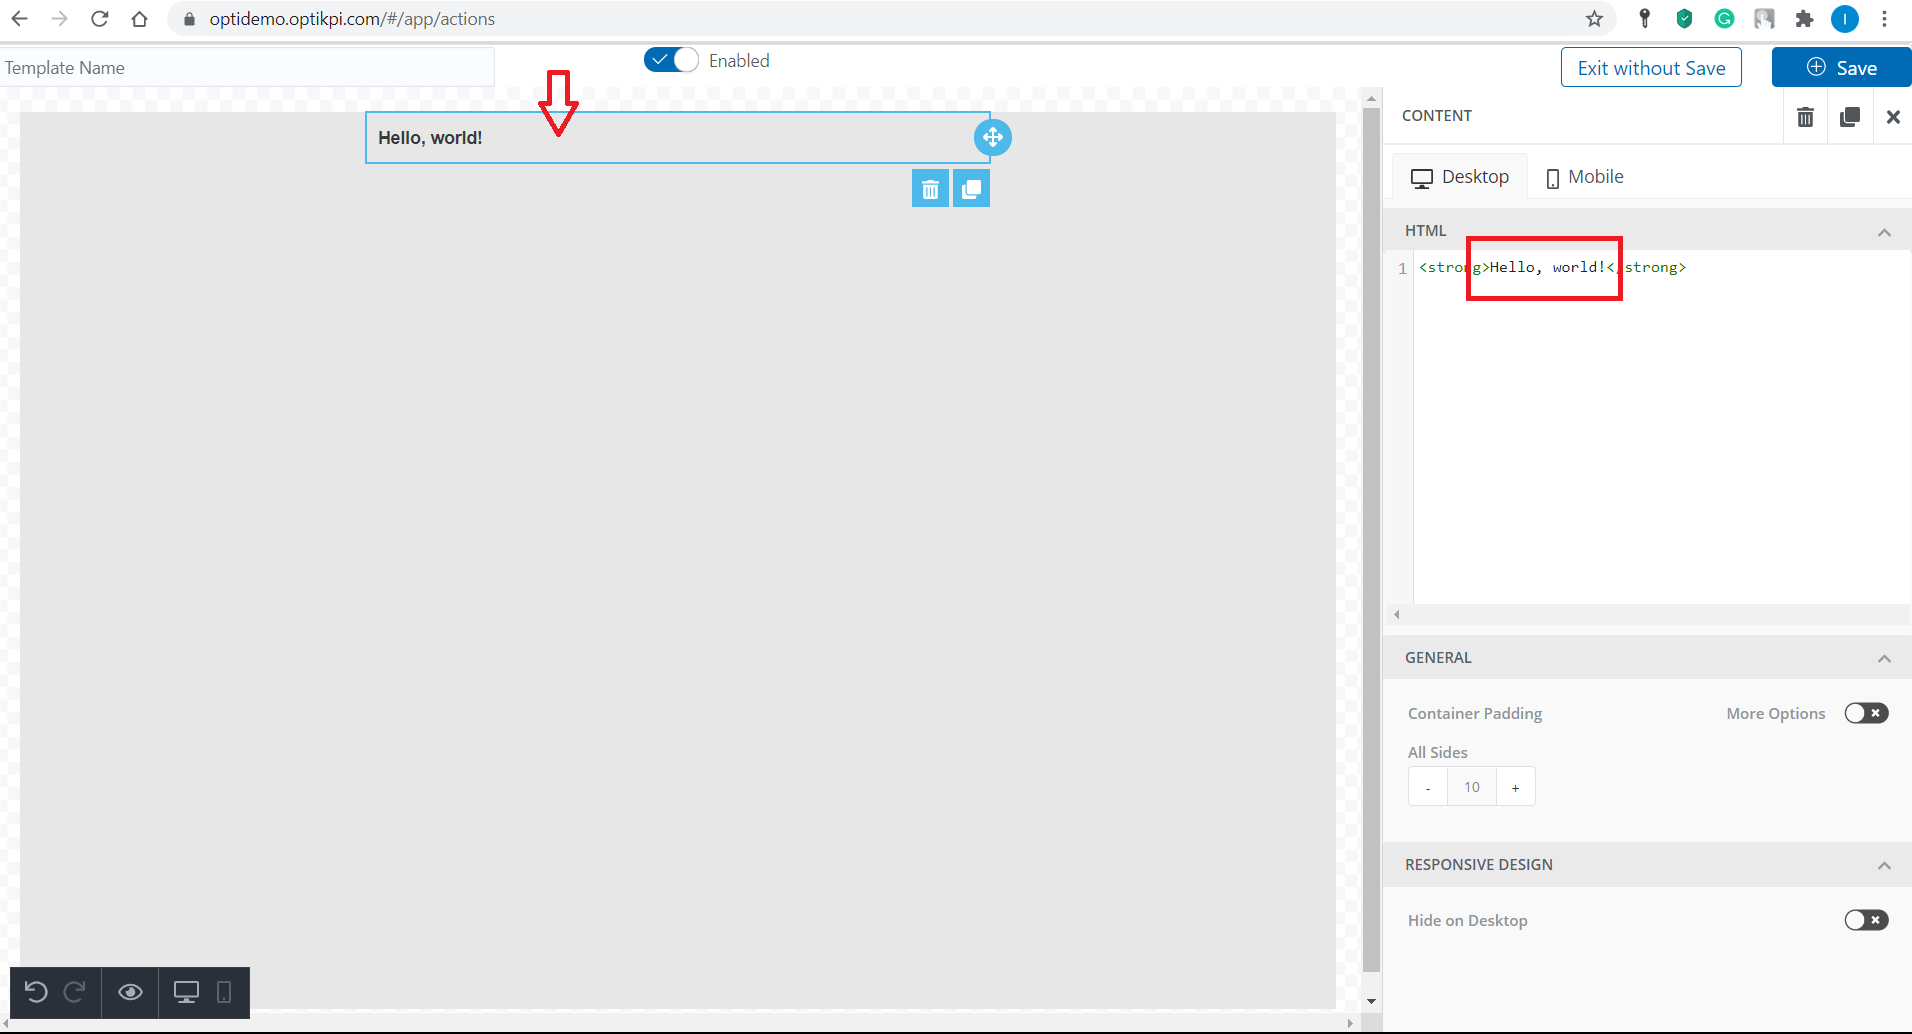 optidemo.optikpi.com/#/app/actions
I
Template Name
Enabled
Exit without Save
Save
Hello, world!
CONTENT
Desktop
Mobile
HTML
1
<strong>Hello, world!</strong>
GENERAL
Container Padding
More Options
All Sides
- 10 +
RESPONSIVE DESIGN
Hide on Desktop